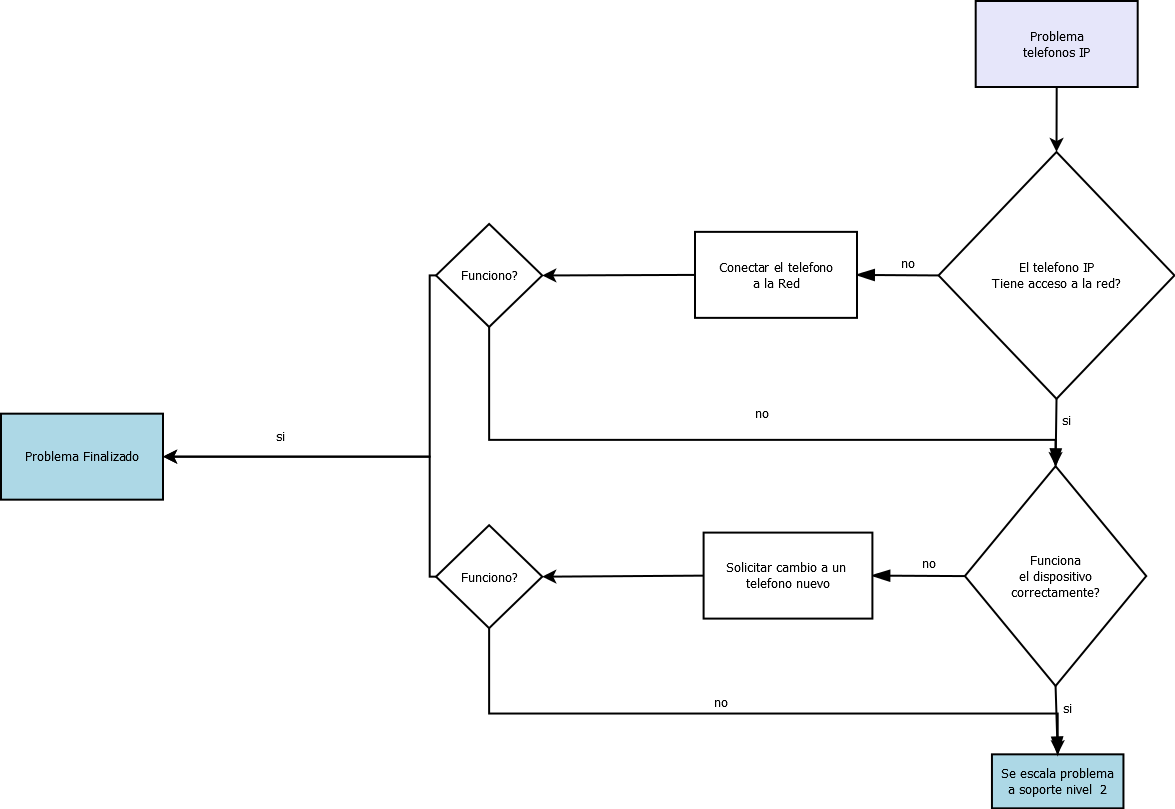 Problema
telefonos IP
El telefono IP
Tiene acceso a la red?
no
Conectar el telefono
a la Red
Funciono?
no
si
si
Problema Finalizado
Funciona
el dispositivo
correctamente?
no
Solicitar cambio a un
telefono nuevo
Funciono?
no
si
Se escala problema
a soporte nivel 2